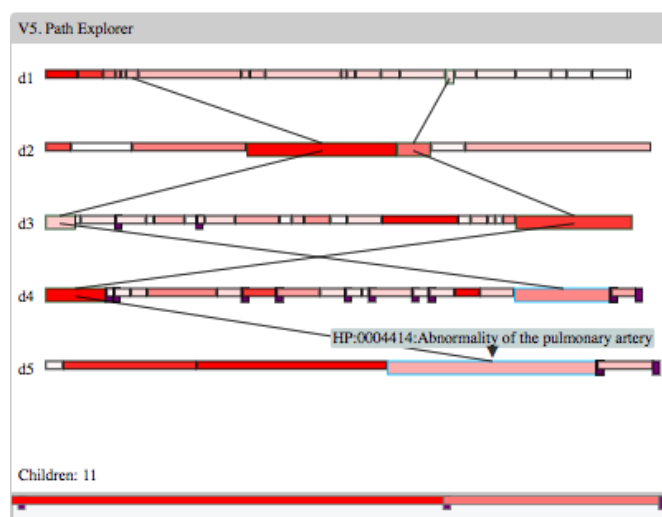 V5. Path Explorer
d1
d2
d3
d4
HP:0004414:Abnormality of the pulmonary artery
d5
Children: 11